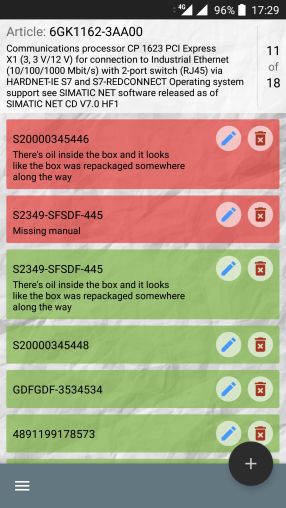 4G 96% 17:29
Article: 6GK1162-3AA00
Communications processor CP 1623 PCI Express
X1 (3, 3 V/12 V) for connection to Industrial Ethernet
(10/100/1000 Mbit/s) with 2-port switch (RJ45) via
HARDNET-IE S7 and S7-REDCONNECT Operating system
support see SIMATIC NET software released as of
SIMATIC NET CD V7.0 HF1
11
of
18
S20000345446
There's oil inside the box and it looks
like the box was repackaged somewhere
along the way
S2349-SFSDF-445
Missing manual
S2349-SFSDF-445
There's oil inside the box and it looks
like the box was repackaged somewhere
along the way
S20000345448
GDFGDF-3534534
4891199178573
+